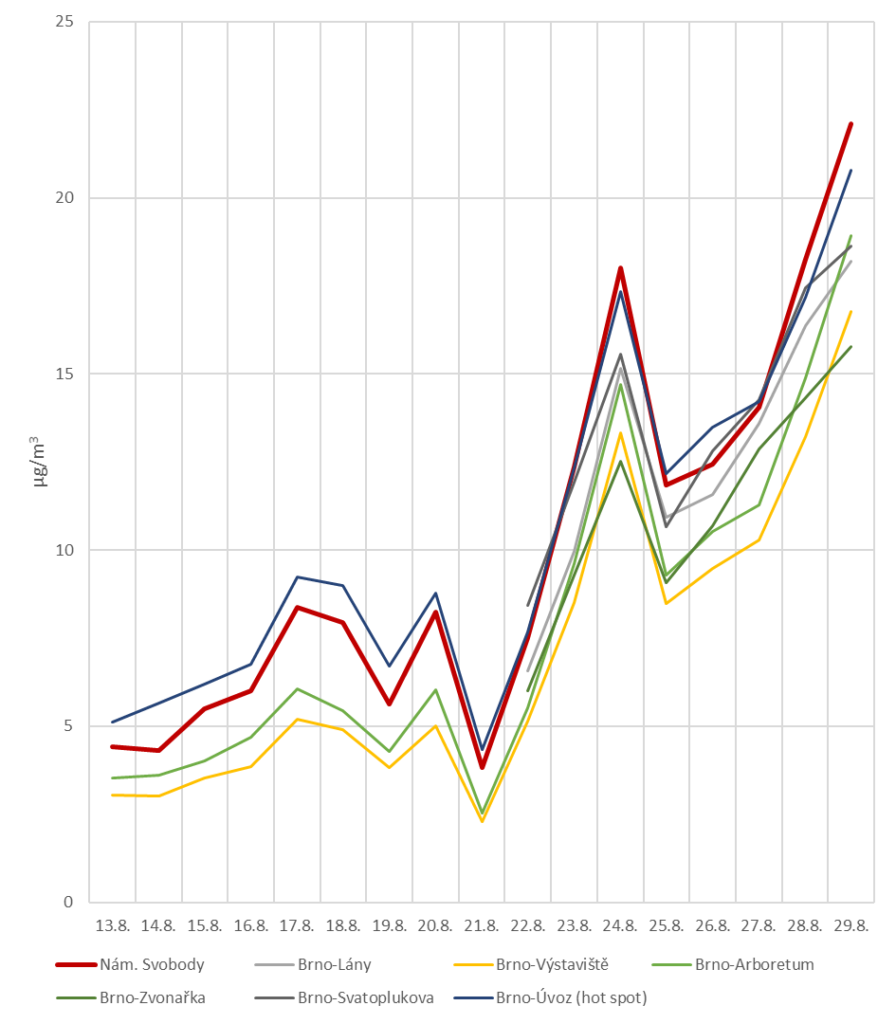 25
20
15
µg/m³
10
5
0
13.8. 14.8. 15.8. 16.8. 17.8. 18.8. 19.8. 20.8. 21.8. 22.8. 23.8. 24.8. 25.8. 26.8. 27.8. 28.8. 29.8.
Nám. Svobody Brno-Lány Brno-Výstaviště Brno-Arboretum
Brno-Zvonařka Brno-Svatoplukova Brno-Úvoz (hot spot)